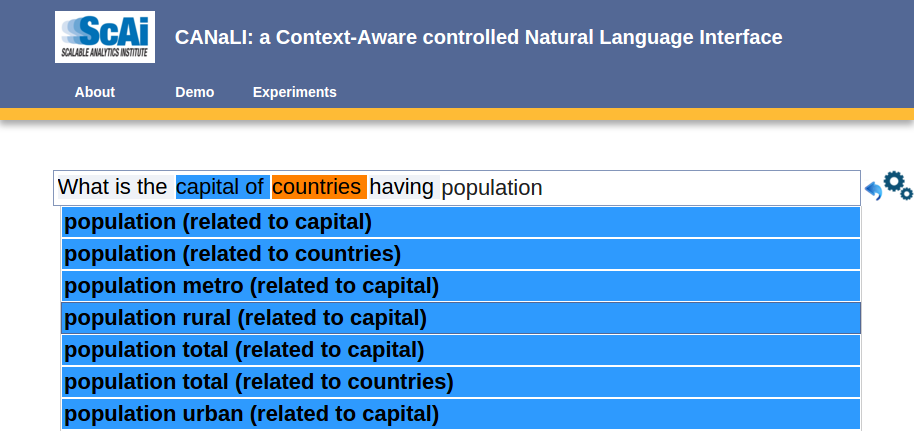 ScAi
SCALABLE ANALYTICS INSTITUTE
CANaLI: a Context-Aware controlled Natural Language Interface
About Demo Experiments
What is the capital of countries having population
population (related to capital)
population (related to countries)
population metro (related to capital)
population rural (related to capital)
population total (related to capital)
population total (related to countries)
population urban (related to capital)